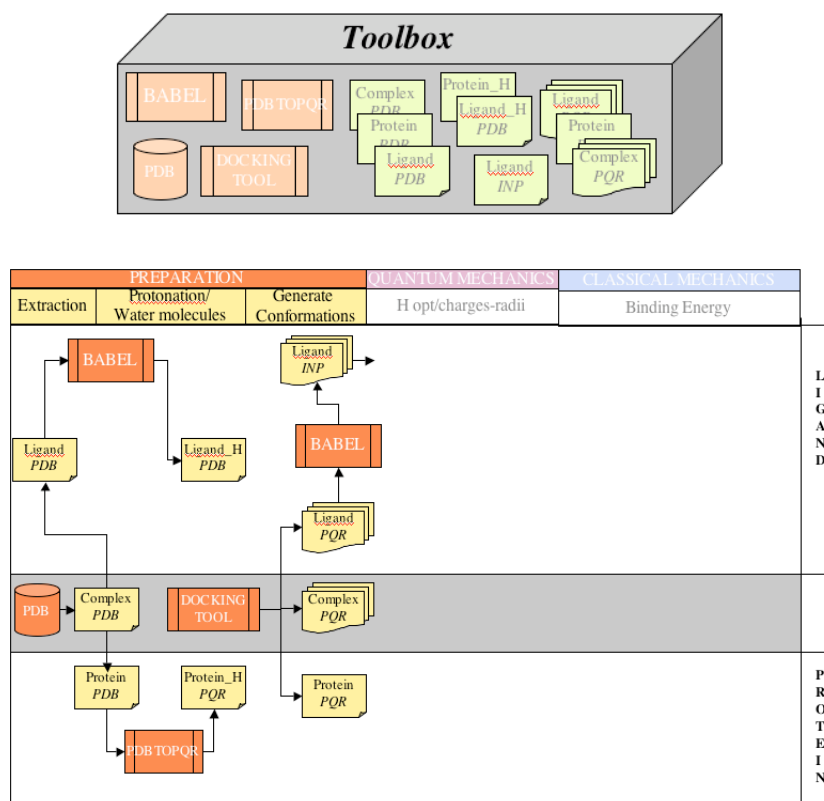 Toolbox
BABEL
PDBTOPQR
Complex
PDB
Protein
PDB
Ligand
PDB
Protein_H
Ligand_H
PDB
Ligand
INP
Ligand
Protein
Complex
PQR
PDB
DOCKING
TOOL
PREPARATION
QUANTUM MECHANICS
CLASSICAL MECHANICS
Extraction
Protonation/
Water molecules
Generate
Conformations
H opt/charges-radii
Binding Energy
BABEL
Ligand
INP
Ligand
PDB
Ligand_H
PDB
BABEL
Ligand
PQR
LIGAND
PDB
Complex
PDB
DOCKING
TOOL
Complex
PQR
Protein
PDB
Protein_H
PQR
Protein
PQR
PDBTOPQR
PROTEIN